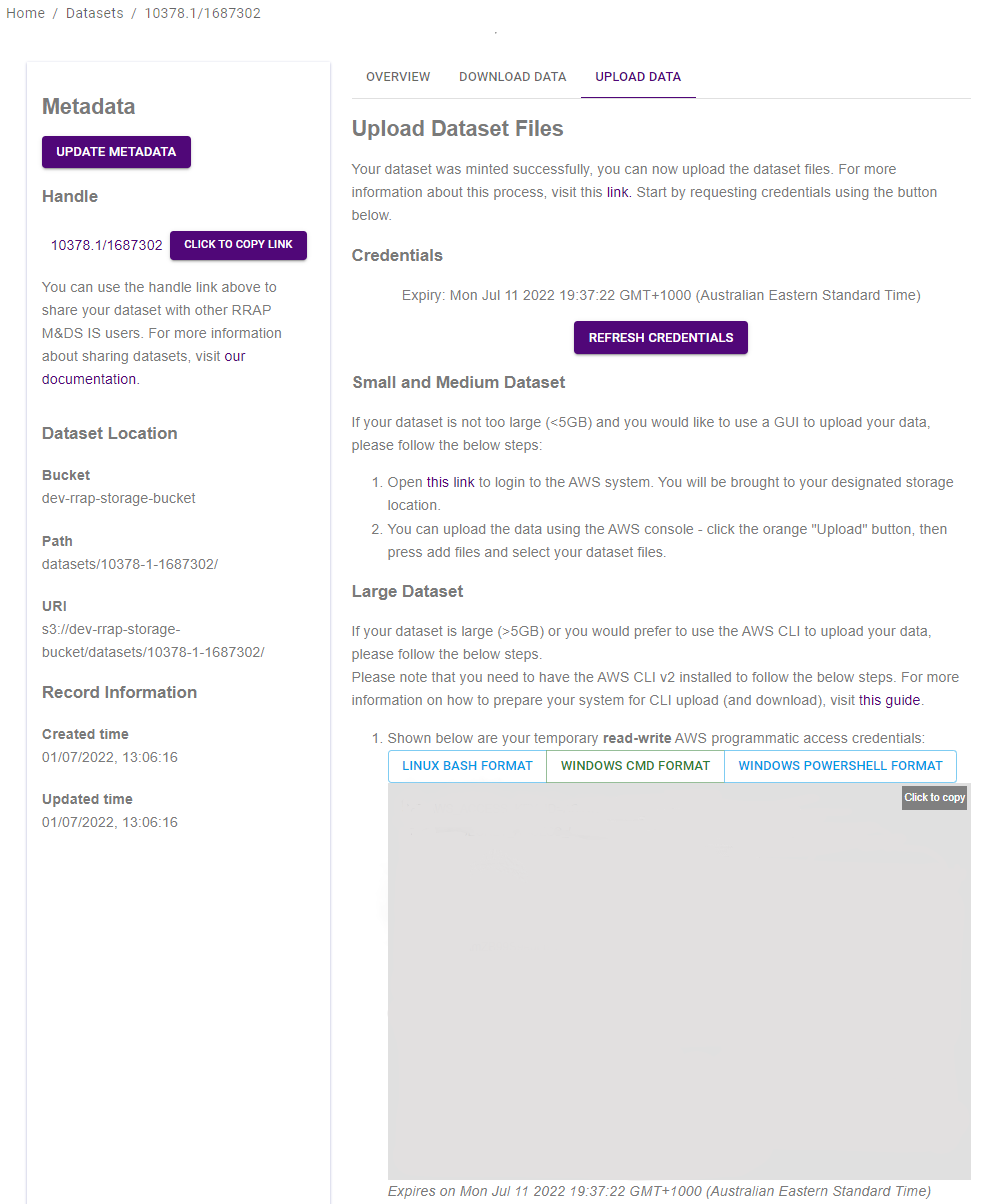 Home / Datasets / 10378.1/1687302
Metadata
UPDATE METADATA
Handle
10378.1/1687302 CLICK TO COPY LINK
You can use the handle link above to
share your dataset with other RRAP
M&DS IS users. For more information
about sharing datasets, visit our
documentation.
Dataset Location
Bucket
dev-rrap-storage-bucket
Path
datasets/10378-1-1687302/
URI
s3://dev-rrap-storage-
bucket/datasets/10378-1-1687302/
Record Information
Created time
01/07/2022, 13:06:16
Updated time
01/07/2022, 13:06:16
OVERVIEW DOWNLOAD DATA UPLOAD DATA
Upload Dataset Files
Your dataset was minted successfully, you can now upload the dataset files. For more
information about this process, visit this link. Start by requesting credentials using the button
below.
Credentials
Expiry: Mon Jul 11 2022 19:37:22 GMT+1000 (Australian Eastern Standard Time)
REFRESH CREDENTIALS
Small and Medium Dataset
If your dataset is not too large (<5GB) and you would like to use a GUI to upload your data,
please follow the below steps:
1. Open this link to login to the AWS system. You will be brought to your designated storage
location.
2. You can upload the data using the AWS console - click the orange "Upload" button, then
press add files and select your dataset files.
Large Dataset
If your dataset is large (>5GB) or you would prefer to use the AWS CLI to upload your data,
please follow the below steps.
Please note that you need to have the AWS CLI v2 installed to follow the below steps. For more
information on how to prepare your system for CLI upload (and download), visit this guide.
1. Shown below are your temporary read-write AWS programmatic access credentials:
LINUX BASH FORMAT WINDOWS CMD FORMAT WINDOWS POWERSHELL FORMAT
Click to copy
Expires on Mon Jul 11 2022 19:37:22 GMT+1000 (Australian Eastern Standard Time)